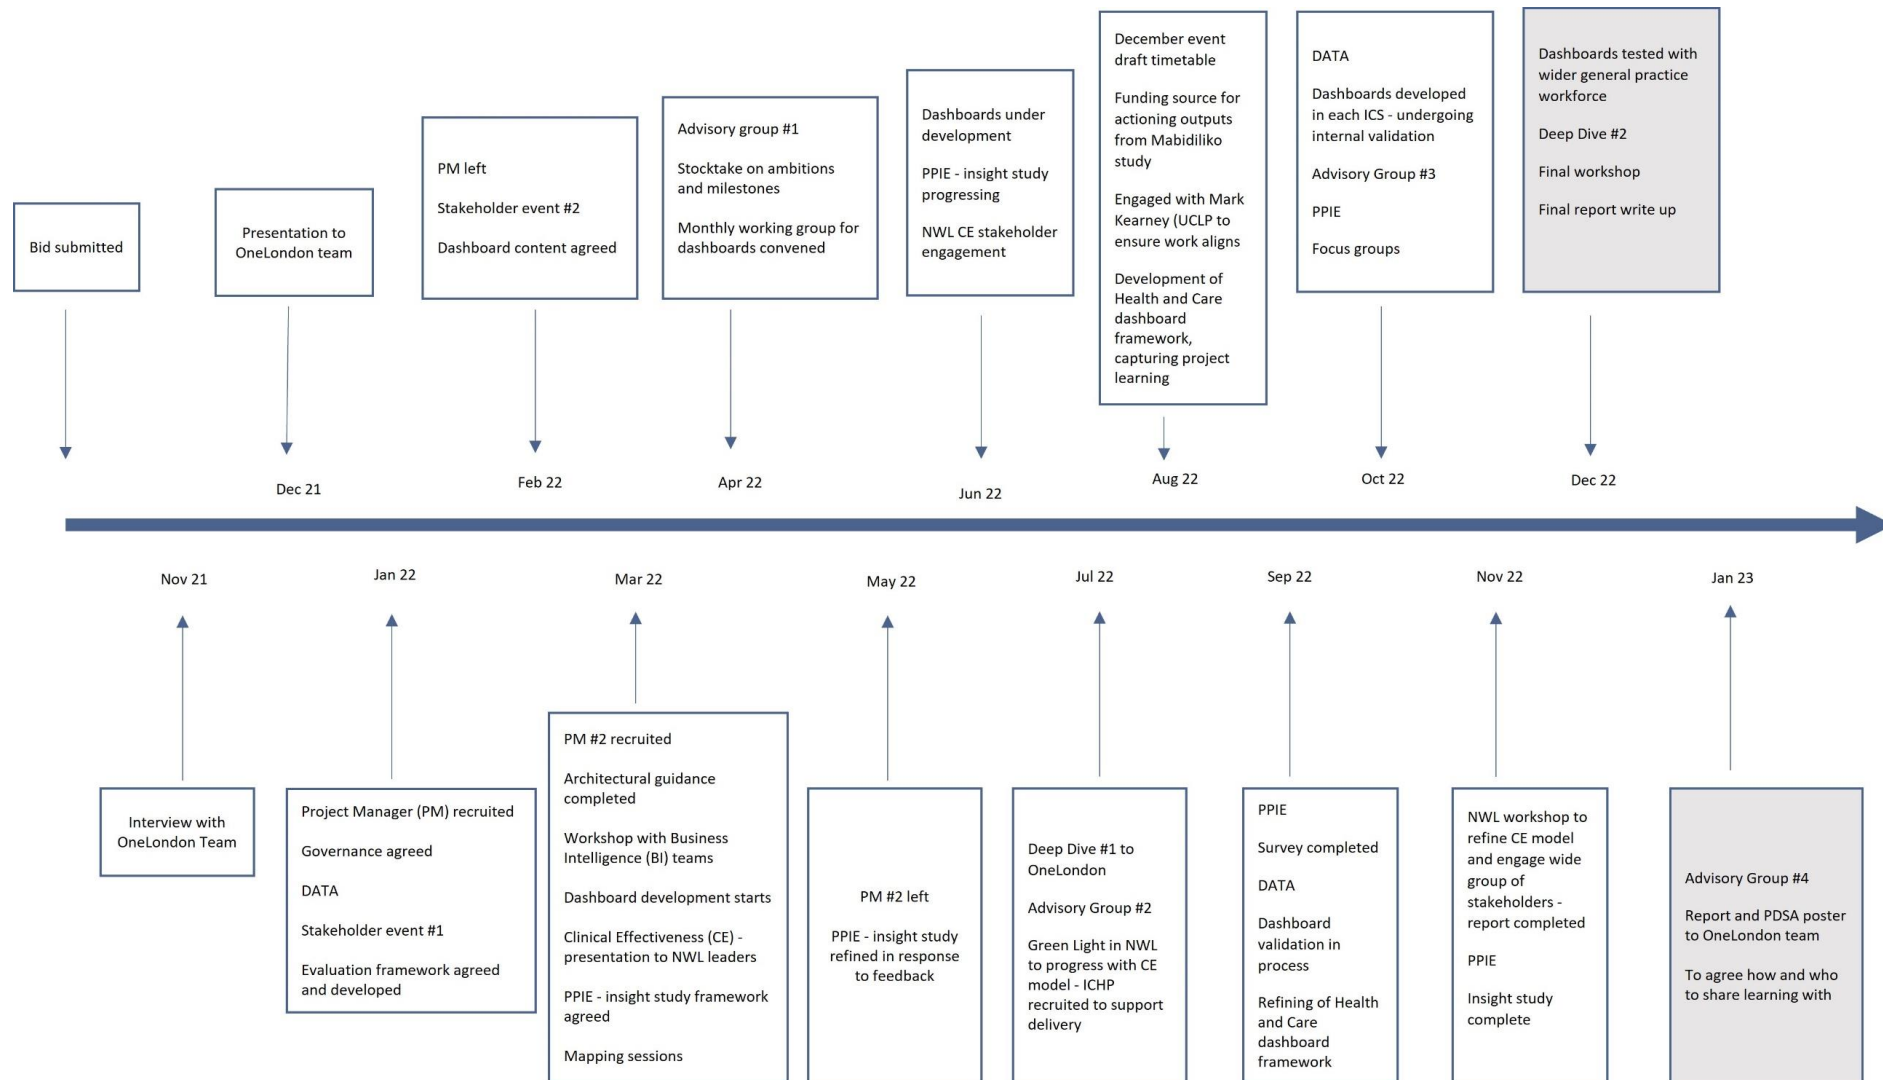 Bid submitted
Presentation to
OneLondon team
PM left
Stakeholder event #2
Dashboard content agreed
Advisory group #1
Stocktake on ambitions
and milestones
Monthly working group for
dashboards convened
Dashboards under
development
PPIE - insight study
progressing
NWL CE stakeholder
engagement
December event
draft timetable
Funding source for
actioning outputs
from Mabidiliko
study
Engaged with Mark
Kearney (UCLP to
ensure work aligns
Development of
Health and Care
dashboard
framework,
capturing project
learning
DATA
Dashboards developed
in each ICS - undergoing
internal validation
Advisory Group #3
PPIE
Focus groups
Dashboards tested with
wider general practice
workforce
Deep Dive #2
Final workshop
Final report write up
Dec 21
Feb 22
Apr 22
Jun 22
Aug 22
Oct 22
Dec 22
Nov 21
Jan 22
Mar 22
May 22
Jul 22
Sep 22
Nov 22
Jan 23
Interview with
OneLondon Team
Project Manager (PM) recruited
Governance agreed
DATA
Stakeholder event #1
Evaluation framework agreed
and developed
PM #2 recruited
Architectural guidance
completed
Workshop with Business
Intelligence (BI) teams
Dashboard development starts
Clinical Effectiveness (CE) -
presentation to NWL leaders
PPIE - insight study framework
agreed
Mapping sessions
PM #2 left
PPIE - insight study
refined in response
to feedback
Deep Dive #1 to
OneLondon
Advisory Group #2
Green Light in NWL
to progress with CE
model - ICHP
recruited to support
delivery
PPIE
Survey completed
DATA
Dashboard
validation in
process
Refining of Health
and Care
dashboard
framework
NWL workshop to
refine CE model
and engage wide
group of
stakeholders -
report completed
PPIE
Insight study
complete
Advisory Group #4
Report and PDSA poster
to OneLondon team
To agree how and who
to share learning with